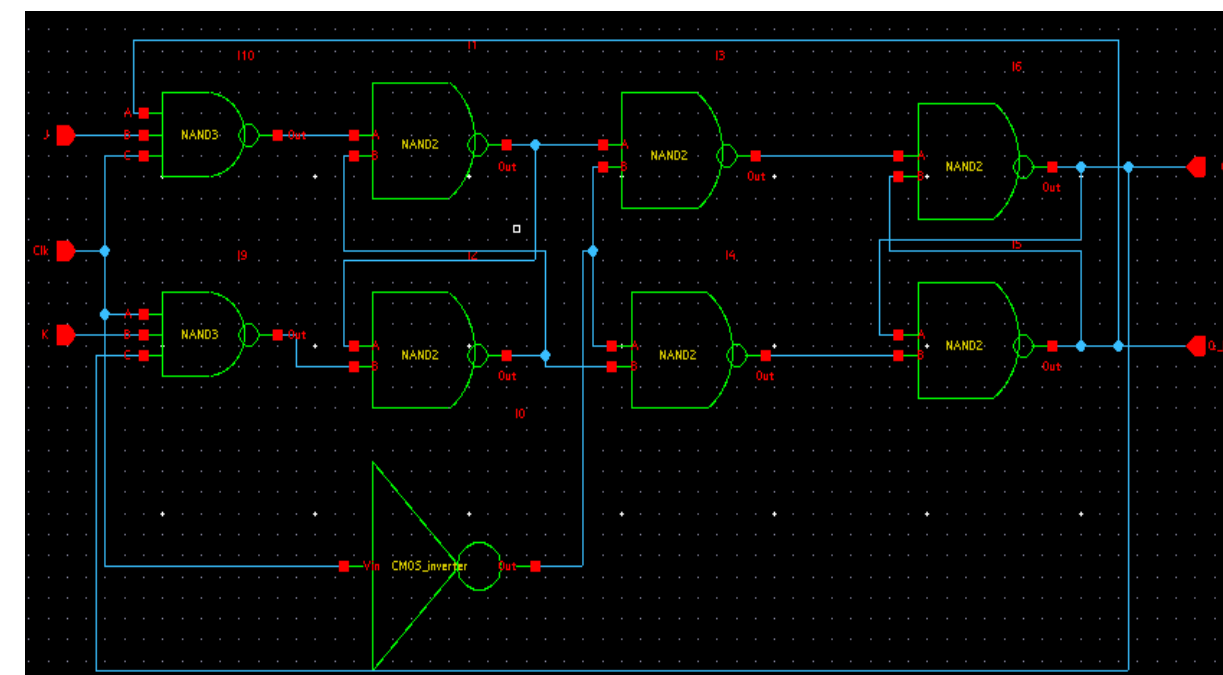 I1
I10
I3
I6
A
NAND3
J
B
Out
A
NAND2
A
C
B
NAND2
A
Out
B
Out
NAND2
B
Out
Clk
I9
I2
I4
I5
A
K
B
NAND3
Out
A
A
A
NAND2
C
NAND2
NAND2
B
B
B
Out
Out
Out
I0
Vin
CMOS_inverter
Out